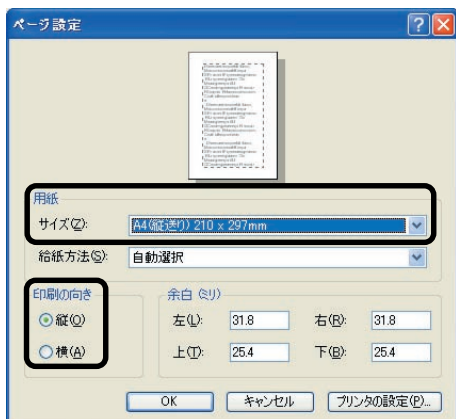 ページ設定
用紙
サイズ(Z): A4(縦送り) 210 x 297mm
給紙方法(S): 自動選択
印刷の向き
縦(O)
横(A)
余白(ミリ)
左(L): 31.8 右(R): 31.8
上(T): 25.4 下(B): 25.4
OK キャンセル プリンタの設定(P)...